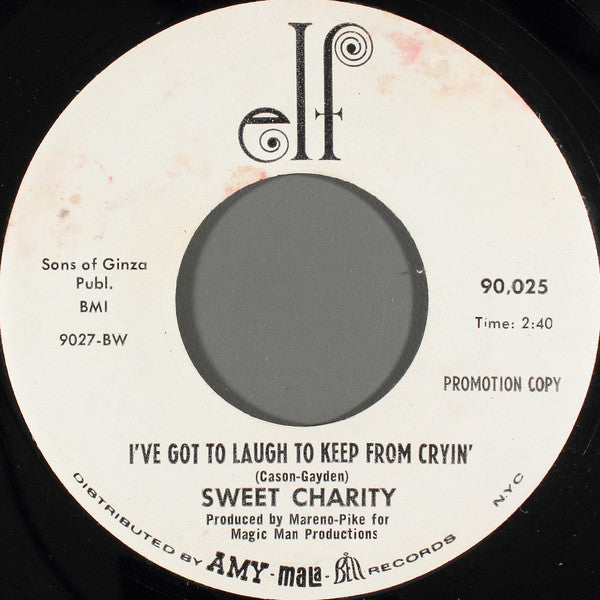 elf
Sons of Ginza
Publ.
BMI
9027-BW
90,025
Time: 2:40
PROMOTION COPY
I'VE GOT TO LAUGH TO KEEP FROM CRYIN'
(Cason-Gayden)
SWEET CHARITY
Produced by Mareno-Pike for
Magic Man Productions
DISTRIBUTED BY AMY-mala-BELL RECORDS NYC